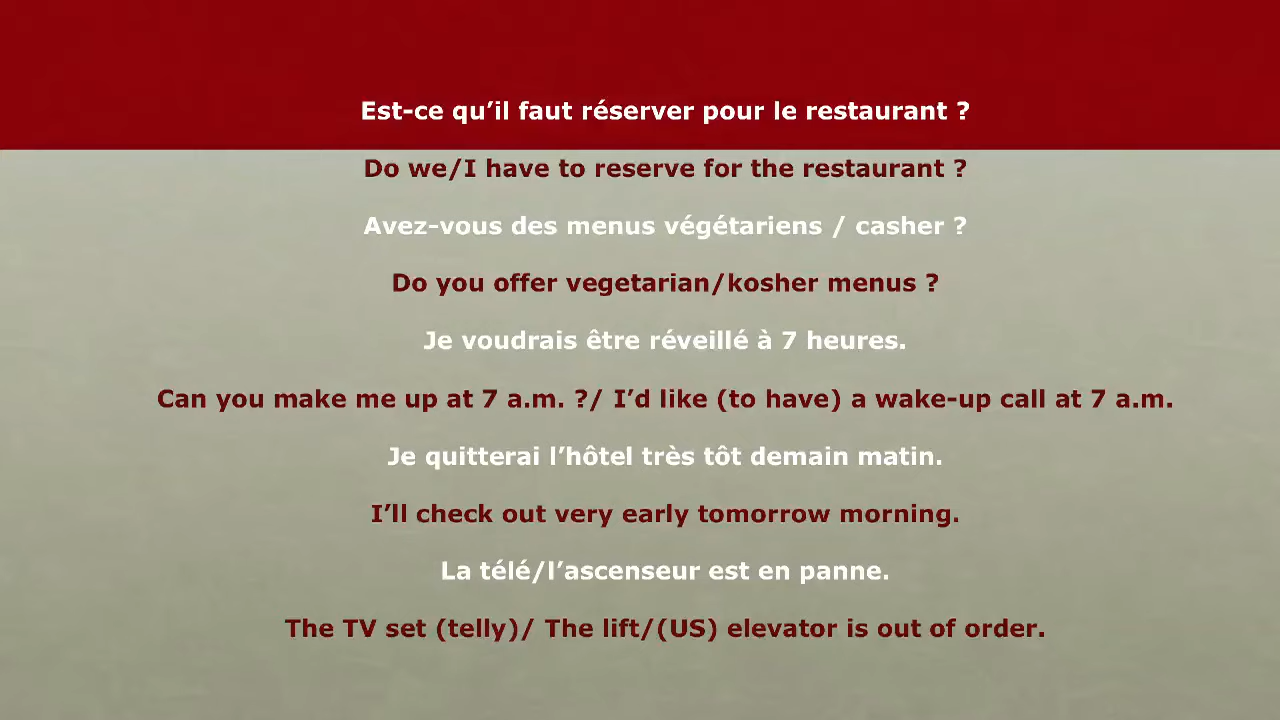 Est-ce qu’il faut réserver pour le restaurant ?
Do we/I have to reserve for the restaurant ?
Avez-vous des menus végétariens / casher ?
Do you offer vegetarian/kosher menus ?
Je voudrais être réveillé à 7 heures.
Can you make me up at 7 a.m. ?/ I’d like (to have) a wake-up call at 7 a.m.
Je quitterai l’hôtel très tôt demain matin.
I’ll check out very early tomorrow morning.
La télé/l’ascenseur est en panne.
The TV set (telly)/ The lift/(US) elevator is out of order.